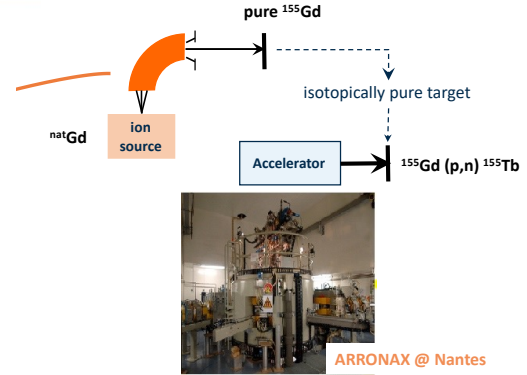 pure ¹⁵⁵Gd
isotopically pure target
ⁿᵃᵗGd
ion
source
Accelerator
¹⁵⁵Gd (p,n) ¹⁵⁵Tb
ARRONAX @ Nantes